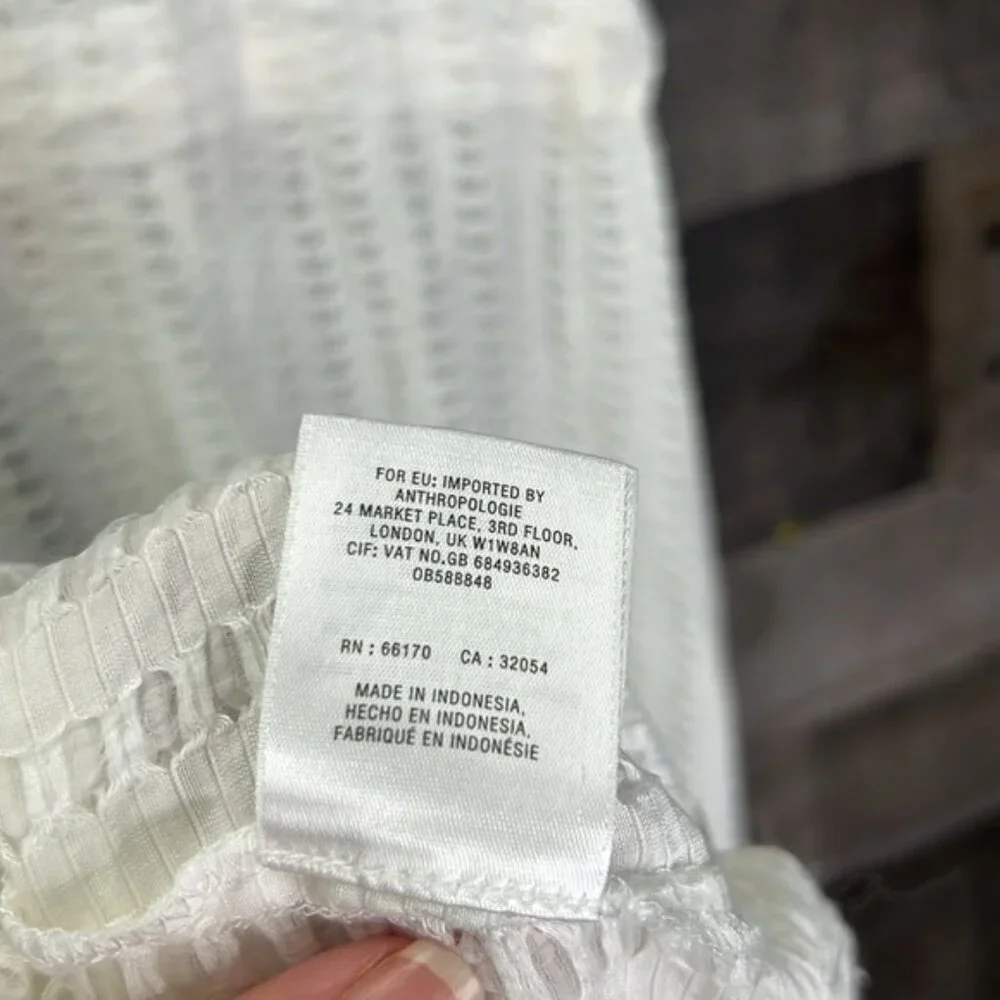 FOR EU: IMPORTED BY
ANTHROPOLOGIE
24 MARKET PLACE, 3RD FLOOR,
LONDON, UK W1W8AN
CIF: VAT NO.GB 684936382
OB588848
RN : 66170 CA : 32054
MADE IN INDONESIA,
HECHO EN INDONESIA,
FABRIQUÉ EN INDONÉSIE